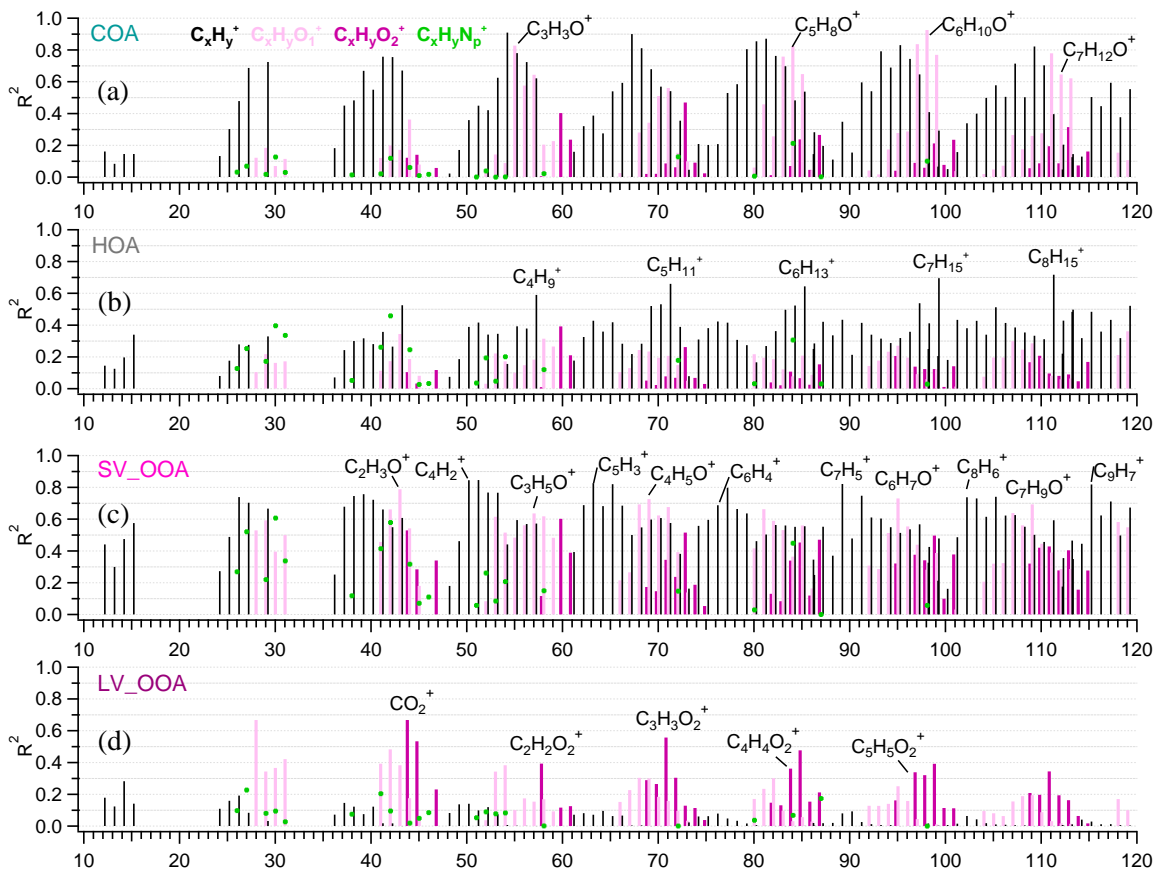 COA CₓHᵧ⁺ CₓHᵧO₁⁺ CₓHᵧO₂⁺ CₓHᵧNₚ⁺
C₃H₃O⁺ C₅H₈O⁺ C₆H₁₀O⁺
C₇H₁₂O⁺
(a)
R²
1.0
0.8
0.6
0.4
0.2
0.0
10 20 30 40 50 60 70 80 90 100 110 120
HOA
C₄H₉⁺ C₅H₁₁⁺ C₆H₁₃⁺ C₇H₁₅⁺ C₈H₁₅⁺
(b)
R²
1.0
0.8
0.6
0.4
0.2
0.0
10 20 30 40 50 60 70 80 90 100 110 120
SV_OOA
C₂H₃O⁺ C₄H₂⁺ C₃H₅O⁺ C₅H₃⁺ C₄H₅O⁺ C₆H₄⁺ C₇H₅⁺ C₆H₇O⁺ C₈H₆⁺ C₇H₉O⁺ C₉H₇⁺
(c)
R²
1.0
0.8
0.6
0.4
0.2
0.0
10 20 30 40 50 60 70 80 90 100 110 120
LV_OOA
CO₂⁺ C₂H₂O₂⁺ C₃H₃O₂⁺ C₄H₄O₂⁺ C₅H₅O₂⁺
(d)
R²
1.0
0.8
0.6
0.4
0.2
0.0
10 20 30 40 50 60 70 80 90 100 110 120